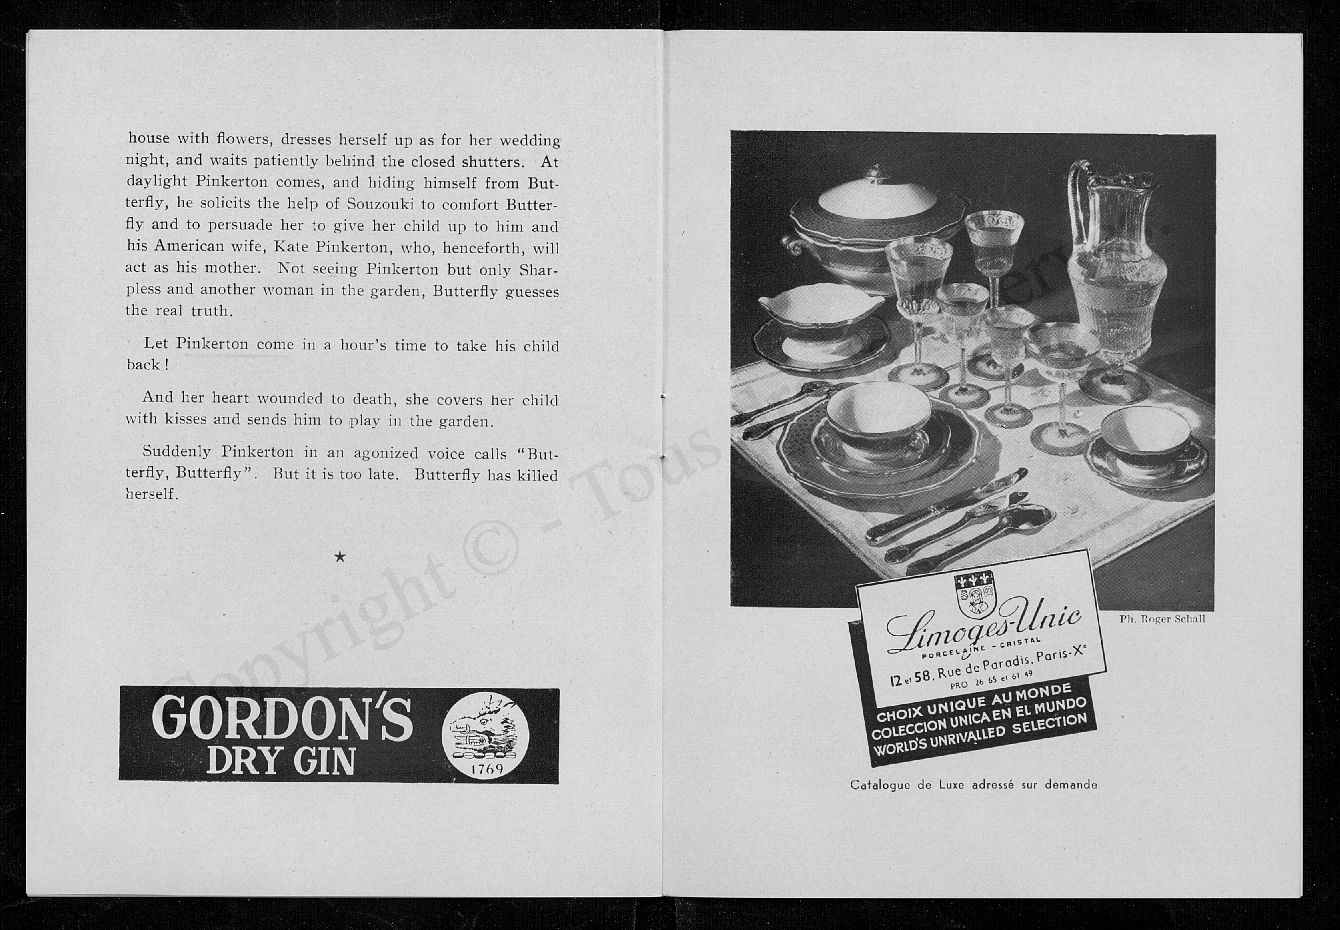 house with flowers, dresses herself up as for her wedding
night, and waits patiently behind the closed shutters. At
daylight Pinkerton comes, and hiding himself from But-
terfly, he solicits the help of Souzouki to comfort Butter-
fly and to persuade her to give her child up to him and
his American wife, Kate Pinkerton, who, henceforth, will
act as his mother. Not seeing Pinkerton but only Shar-
pless and another woman in the garden, Butterfly guesses
the real truth.
Let Pinkerton come in a hour's time to take his child
back !
And her heart wounded to death, she covers her child
with kisses and sends him to play in the garden.
Suddenly Pinkerton in an agonized voice calls "But-
terfly, Butterfly". But it is too late. Butterfly has killed
herself.
★
GORDON'S
DRY GIN
1769
Copyright © - Tous
Ph. Roger Schall
Limoges-Unic
PORCELAINE - CRISTAL
12 et 58, Rue de Paradis, Paris-Xe
PRO 26 65 et 61 49
CHOIX UNIQUE AU MONDE
COLECCION UNICA EN EL MUNDO
WORLD'S UNRIVALLED SELECTION
Catalogue de Luxe adressé sur demande